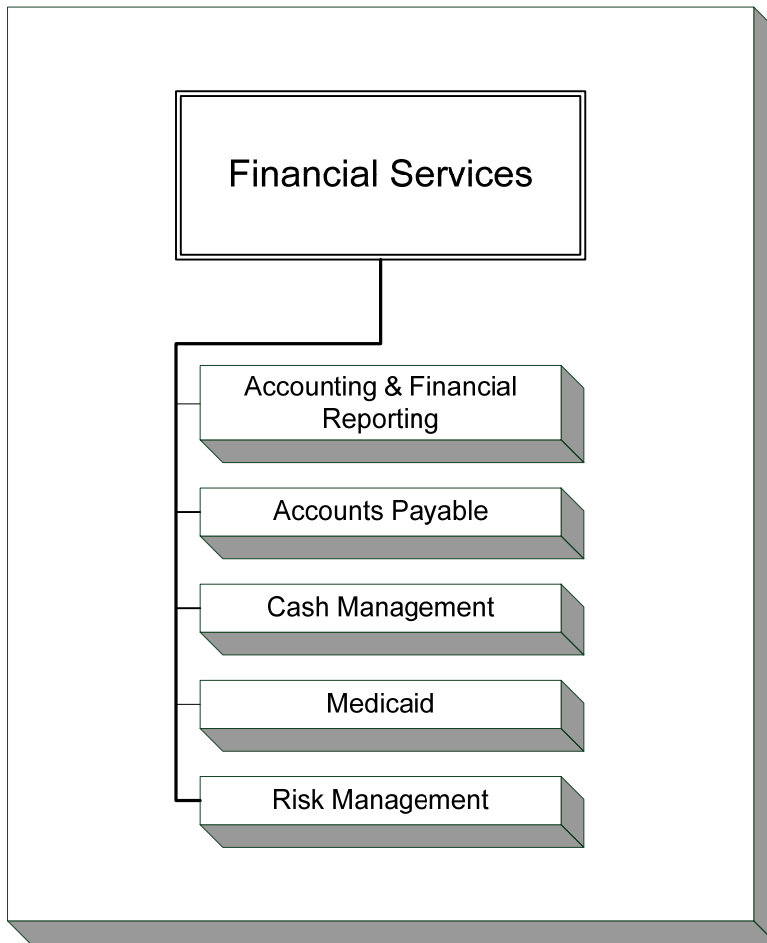 Financial Services
Accounting & Financial
Reporting
Accounts Payable
Cash Management
Medicaid
Risk Management